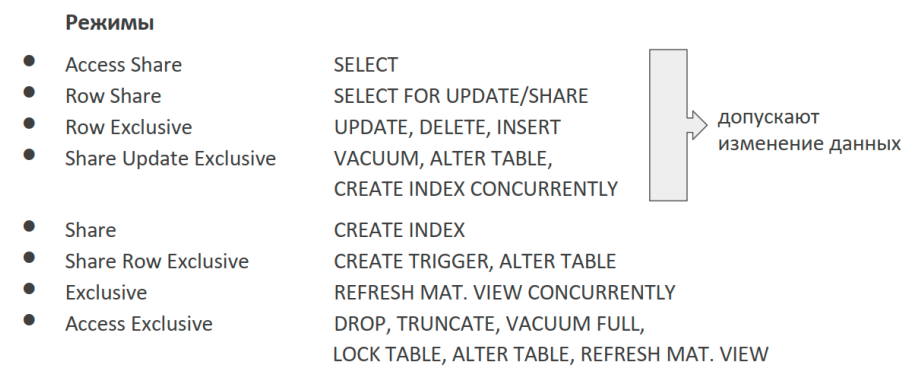 Режимы
Access Share SELECT
Row Share SELECT FOR UPDATE/SHARE
Row Exclusive UPDATE, DELETE, INSERT
Share Update Exclusive VACUUM, ALTER TABLE,
CREATE INDEX CONCURRENTLY
допускают
изменение данных
Share CREATE INDEX
Share Row Exclusive CREATE TRIGGER, ALTER TABLE
Exclusive REFRESH MAT. VIEW CONCURRENTLY
Access Exclusive DROP, TRUNCATE, VACUUM FULL,
LOCK TABLE, ALTER TABLE, REFRESH MAT. VIEW